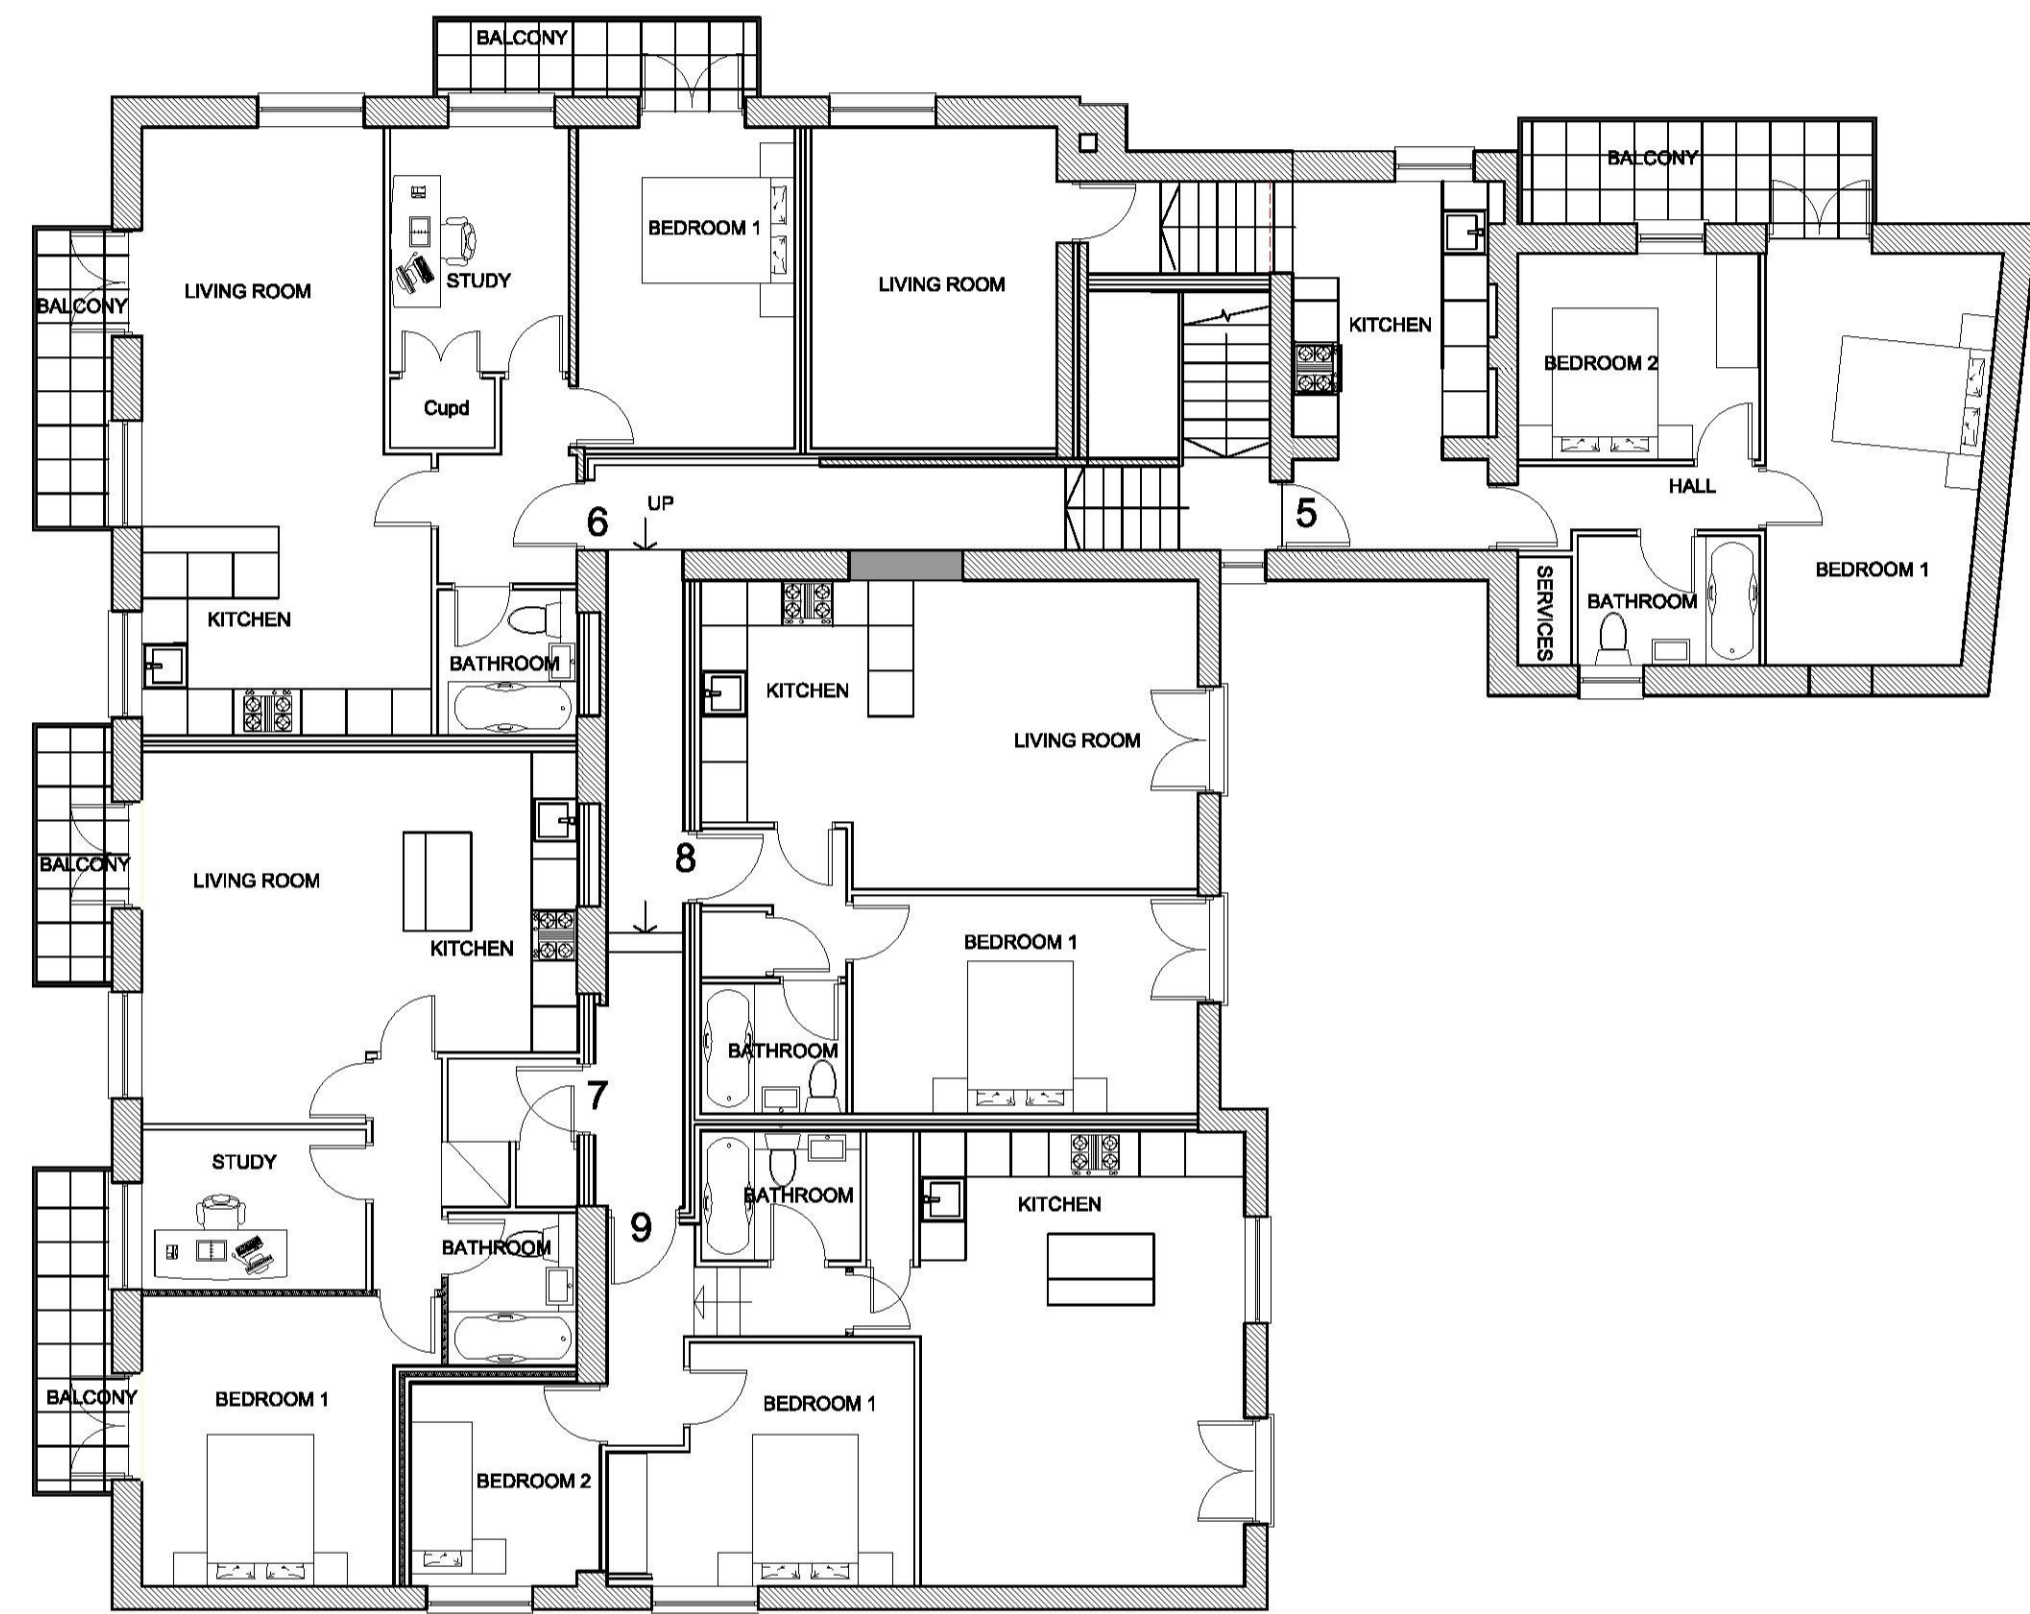 BALCONY
BALCONY
BEDROOM 1
STUDY
LIVING ROOM
LIVING ROOM
BALCONY
KITCHEN
BEDROOM 2
Cupd
HALL
UP
6
5
BEDROOM 1
SERVICES
BATHROOM
KITCHEN
BATHROOM
KITCHEN
LIVING ROOM
8
BALCONY
LIVING ROOM
KITCHEN
BEDROOM 1
BATHROOM
7
STUDY
BATHROOM
KITCHEN
9
BATHROOM
BALCONY
BEDROOM 1
BEDROOM 1
BEDROOM 2